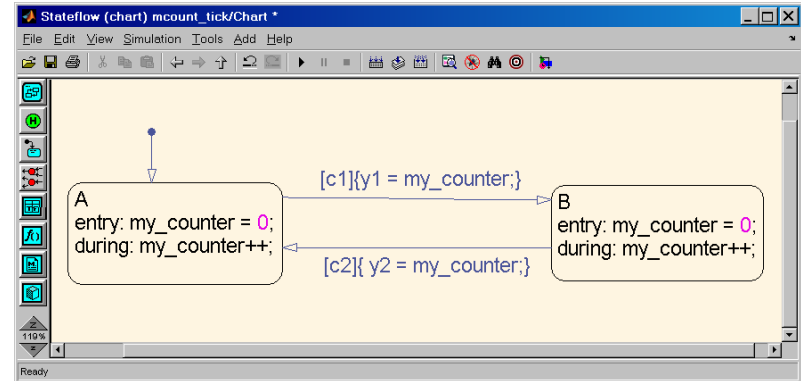 Stateflow (chart) mcount_tick/Chart *
File Edit View Simulation Tools Add Help
[c1]{y1 = my_counter;}
A
entry: my_counter = 0;
during: my_counter++;
B
entry: my_counter = 0;
during: my_counter++;
[c2]{ y2 = my_counter;}
119%
Ready